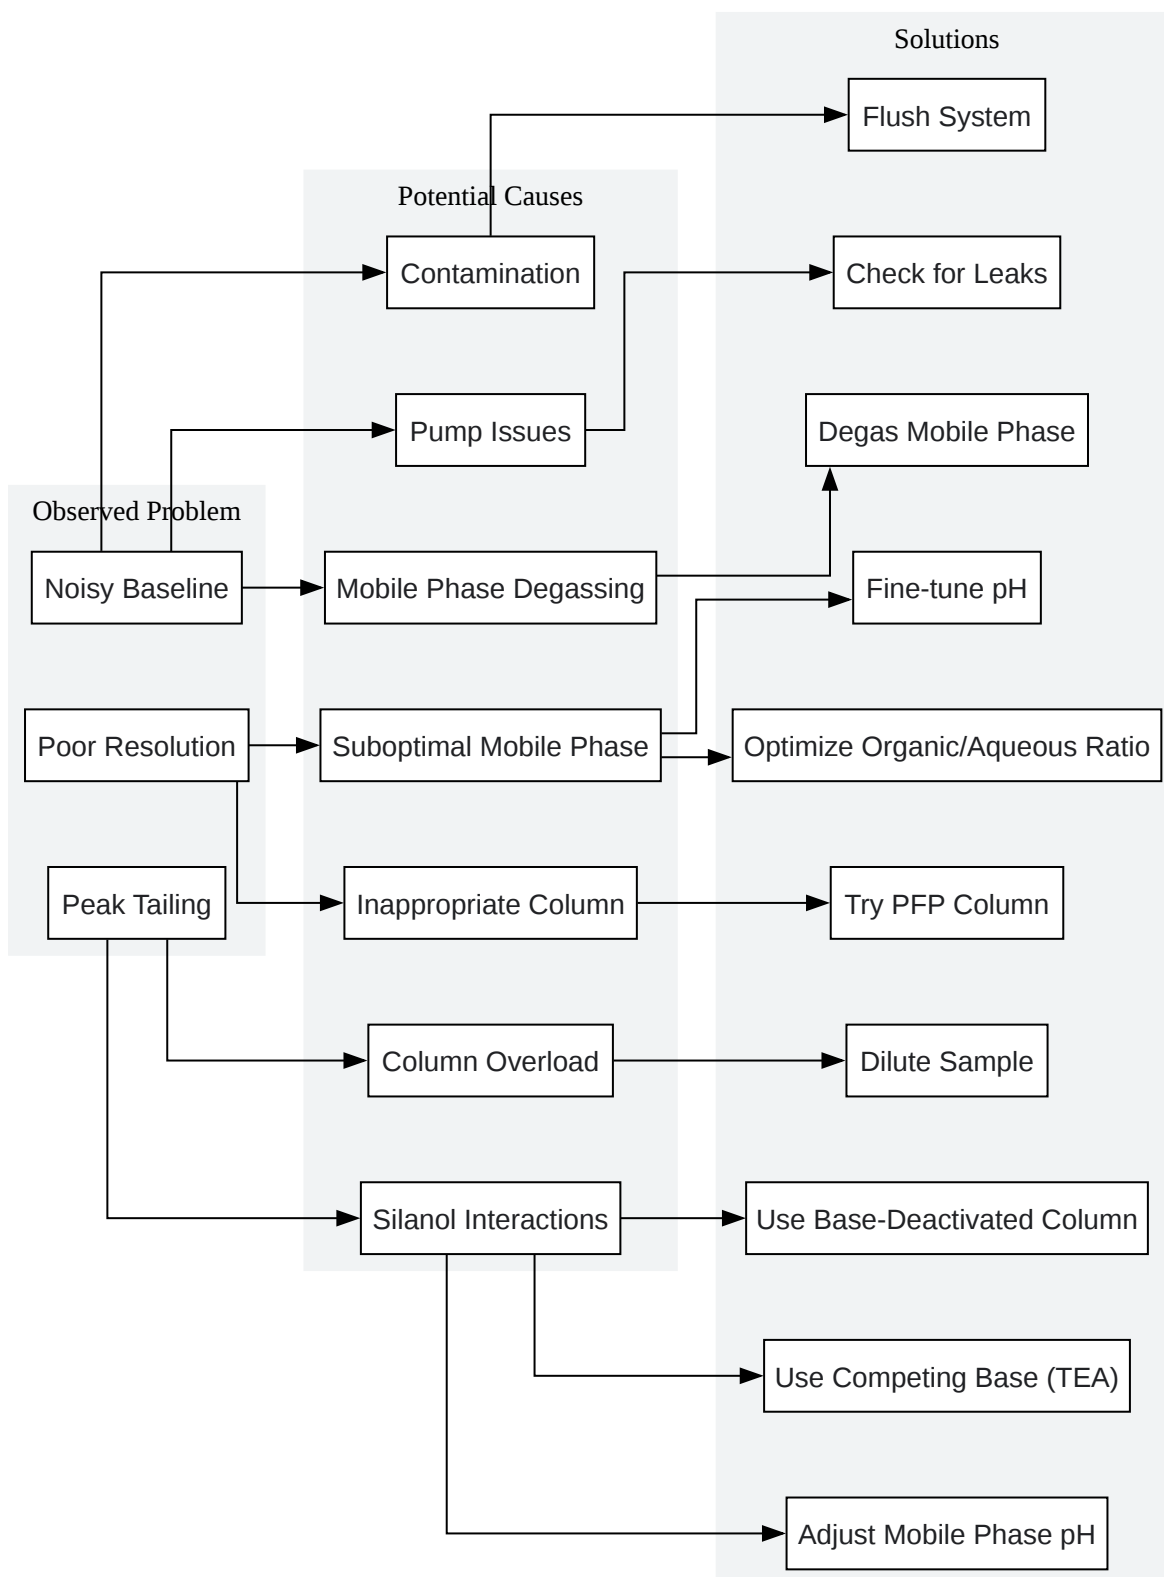 Solutions
Flush System
Potential Causes
Contamination
Check for Leaks
Pump Issues
Degas Mobile Phase
Observed Problem
Noisy Baseline
Mobile Phase Degassing
Fine-tune pH
Poor Resolution
Suboptimal Mobile Phase
Optimize Organic/Aqueous Ratio
Peak Tailing
Inappropriate Column
Try PFP Column
Column Overload
Dilute Sample
Silanol Interactions
Use Base-Deactivated Column
Use Competing Base (TEA)
Adjust Mobile Phase pH